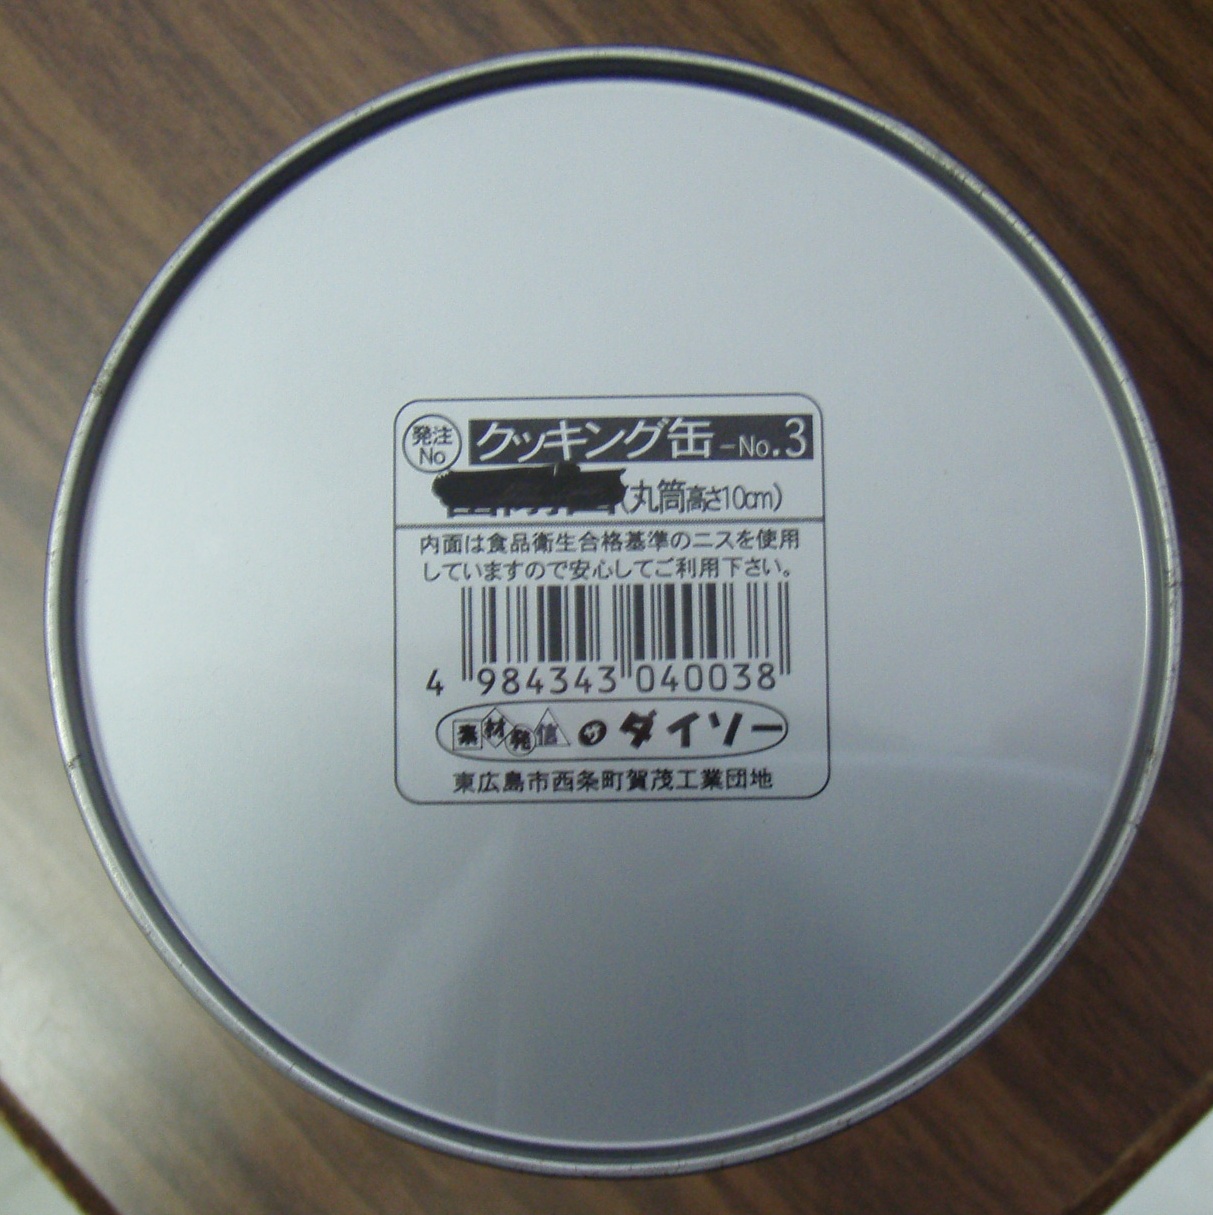 発注
No
クッキング缶-No.3
(丸筒高さ10cm)
内面は食品衛生合格基準のニスを使用
していますので安心してご利用下さい。
4 984343 040038
素材発信 ザ ダイソー
東広島市西条町賀茂工業団地